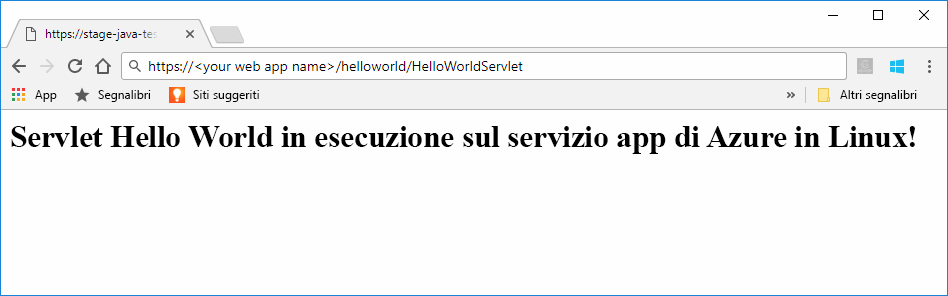 https://stage-java-tes
https://<your web app name>/helloworld/HelloWorldServlet
App Segnalibri Siti suggeriti » Altri segnalibri
Servlet Hello World in esecuzione sul servizio app di Azure in Linux!